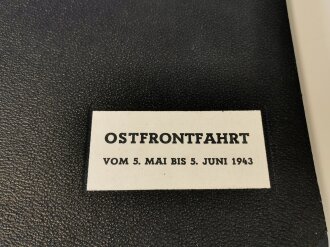 OSTFRONTFAHRT
VOM 5. MAI BIS 5. JUNI 1943